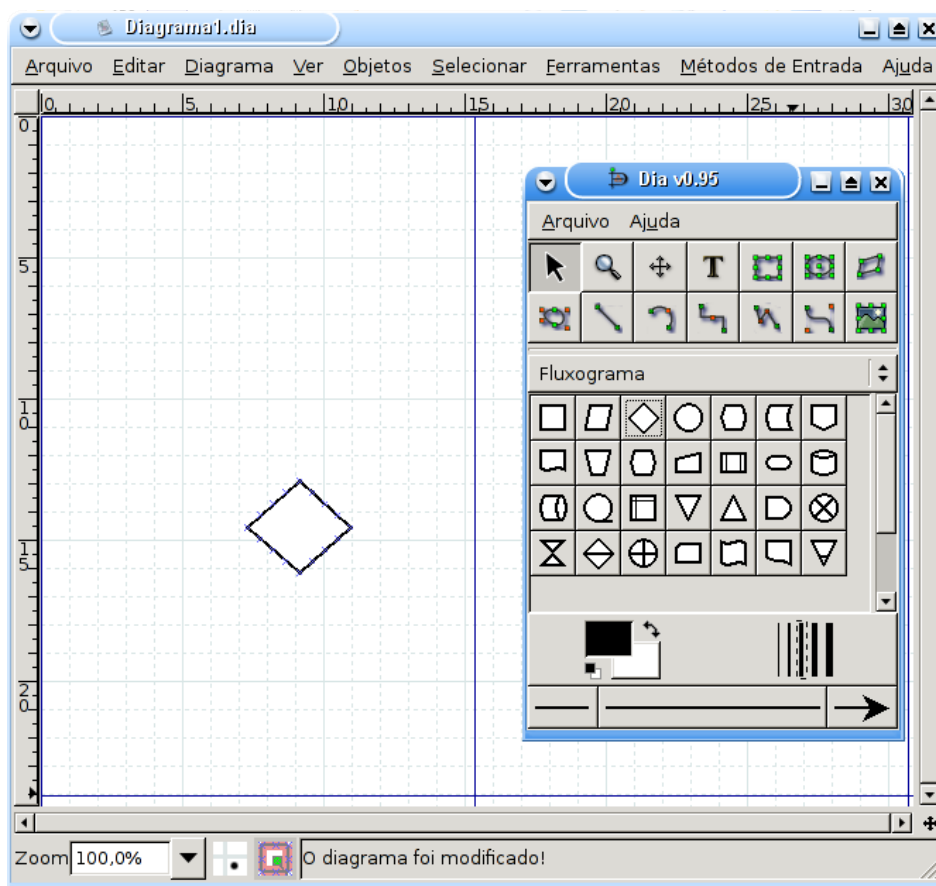 Diagrama1.dia
Arquivo Editar Diagrama Ver Objetos Selecionar Ferramentas Métodos de Entrada Ajuda
0 5 10 15 20 25 30
0
5
10
15
20
Dia v0.95
Arquivo Ajuda
T
Fluxograma
Zoom 100,0% O diagrama foi modificado!